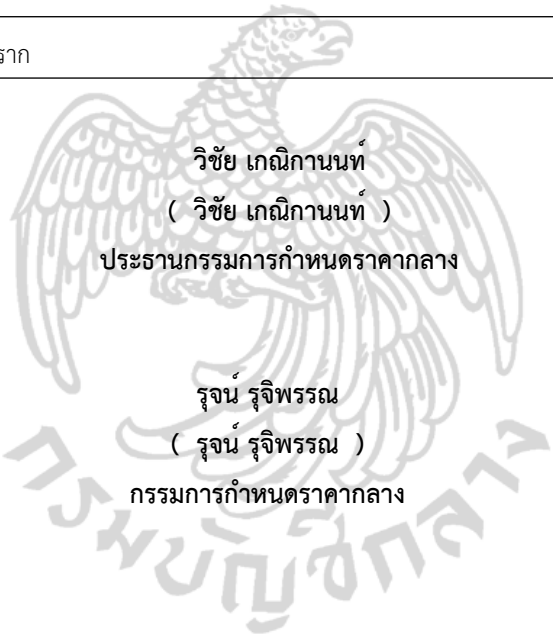 ราก
วิชัย เกณิกานนท์
( วิชัย เกณิกานนท์ )
ประธานกรรมการกำหนดราคากลาง
รุจน์ รุจิพรรณ
( รุจน์ รุจิพรรณ )
กรรมการกำหนดราคากลาง
กรมบัญชีกลาง